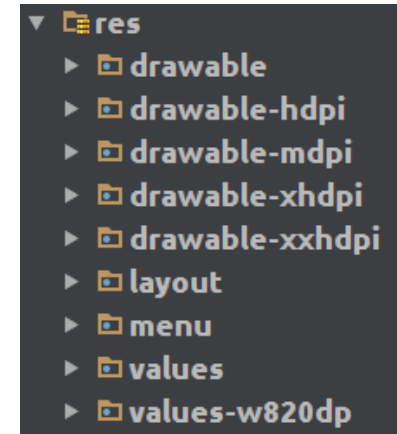 res
drawable
drawable-hdpi
drawable-mdpi
drawable-xhdpi
drawable-xxhdpi
layout
menu
values
values-w820dp